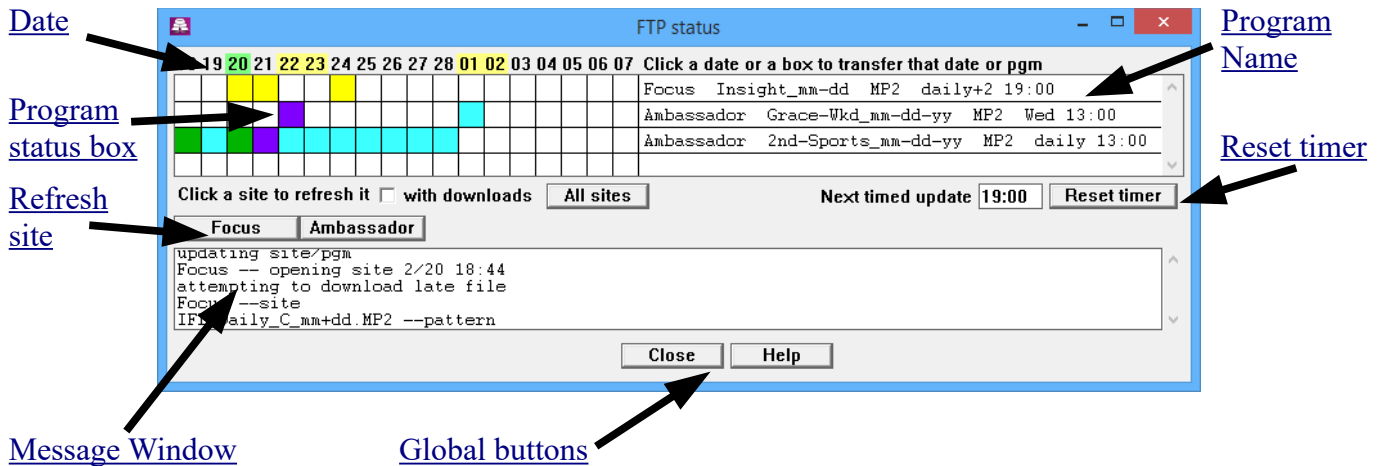 Date
FTP status
Program Name
19 20 21 22 23 24 25 26 27 28 01 02 03 04 05 06 07 Click a date or a box to transfer that date or pgm
Focus Insight_mm-dd MP2 daily+2 19:00
Program status box
Ambassador Grace-Wkd_mm-dd-yy MP2 Wed 13:00
Ambassador 2nd-Sports_mm-dd-yy MP2 daily 13:00
Reset timer
Refresh site
Click a site to refresh it with downloads All sites Next timed update 19:00 Reset timer
Focus Ambassador
updating site/pgm
Focus -- opening site 2/20 18:44
attempting to download late file
--site
mm+dd.MP2 --pattern
Close Help
Message Window
Global buttons